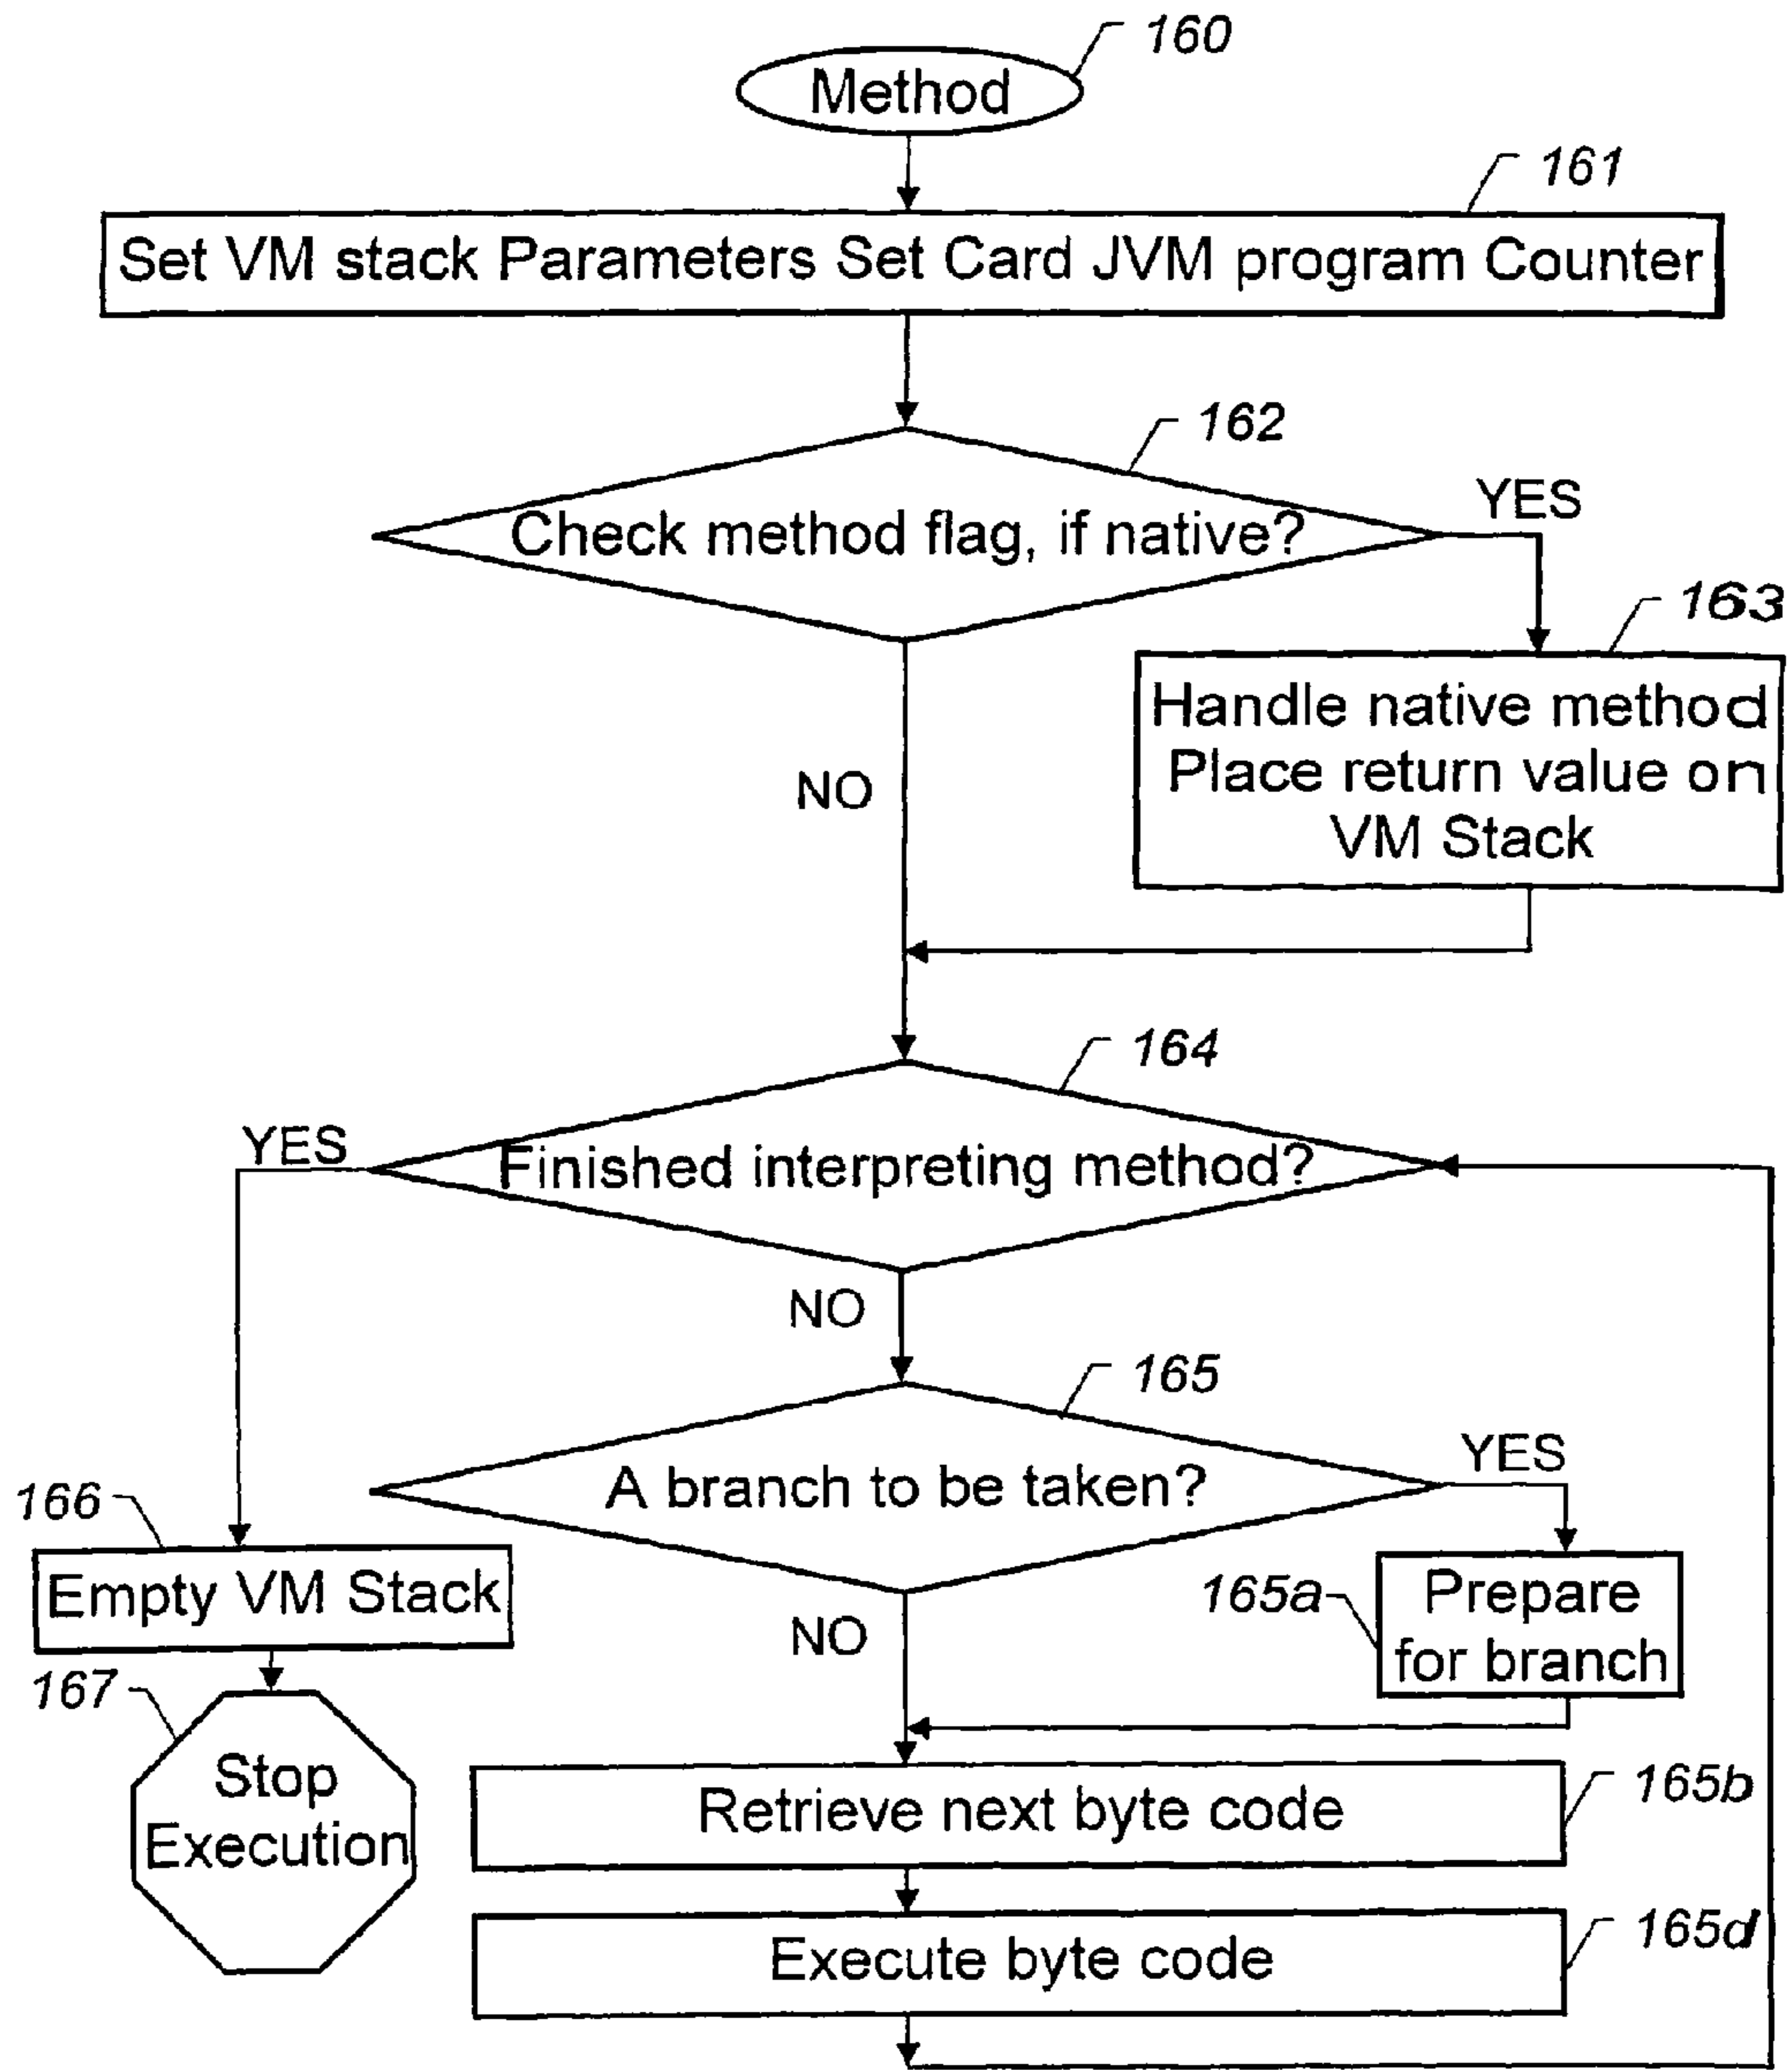 160
Method
161
Set VM stack Parameters Set Card JVM program Counter
162
Check method flag, if native?
YES
163
Handle native method
Place return value on
VM Stack
NO
164
YES
Finished interpreting method?
NO
165
YES
A branch to be taken?
166
Empty VM Stack
165a
Prepare
for branch
NO
167
Stop
Execution
165b
Retrieve next byte code
165d
Execute byte code